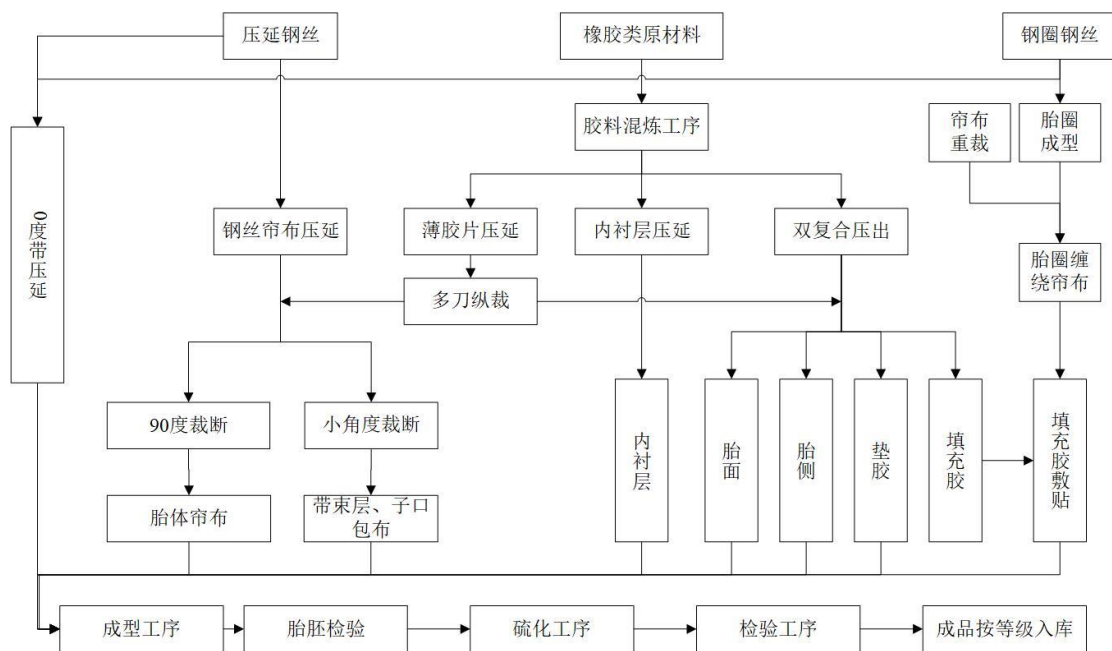 压延钢丝
橡胶类原材料
钢圈钢丝
胶料混炼工序
帘布
重裁
胎圈
成型
0度带压延
钢丝帘布压延
薄胶片压延
内衬层压延
双复合压出
胎圈缠
绕帘布
多刀纵裁
90度裁断
小角度裁断
内衬层
胎面
胎侧
垫胶
填充胶
填充胶敷贴
胎体帘布
带束层、子口
包布
成型工序
胎胚检验
硫化工序
检验工序
成品按等级入库